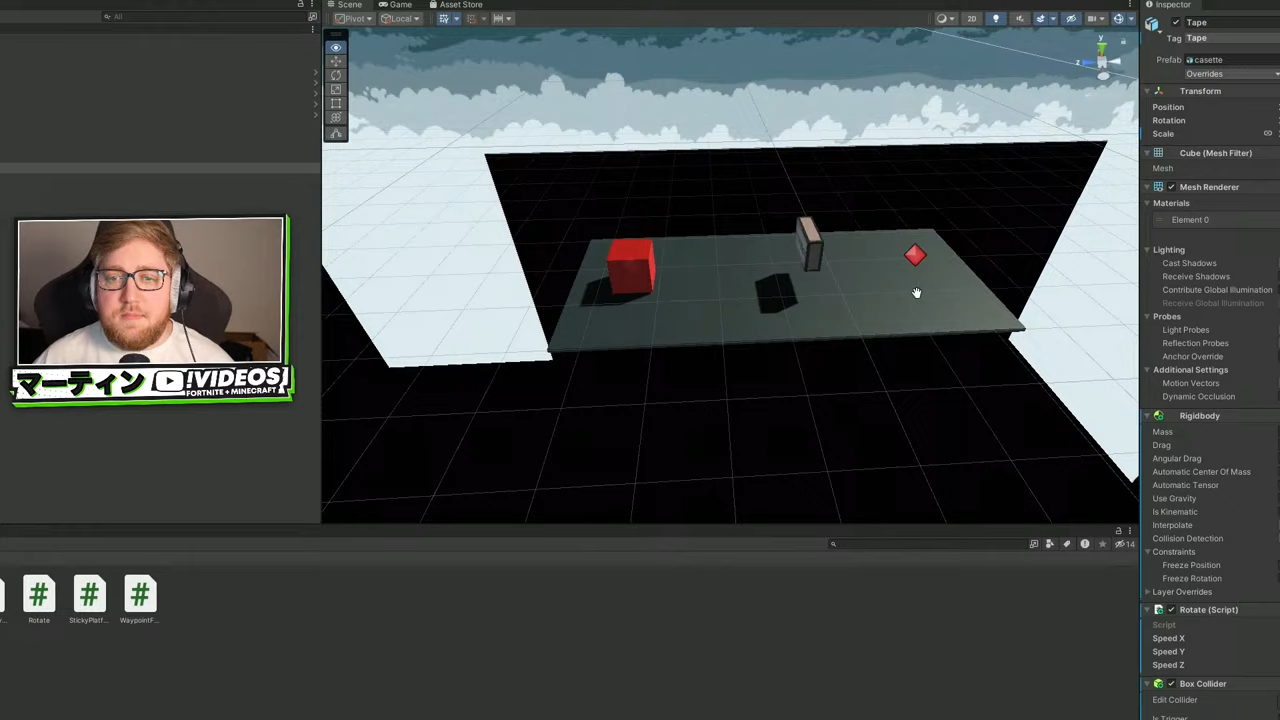 Scene
Game
Asset Store
All
Pivot
Local
2D
y
z
マーティン
!VIDEOS
FORTNITE + MINECRAFT
14
Rotate
StickyPlatf...
WaypointF...
Inspector
Tape
Tag Tape
Prefab casette
Overrides
Transform
Position
Rotation
Scale
Cube (Mesh Filter)
Mesh
Mesh Renderer
Materials
Element 0
Lighting
Cast Shadows
Receive Shadows
Contribute Global Illumination
Receive Global Illumination
Probes
Light Probes
Reflection Probes
Anchor Override
Additional Settings
Motion Vectors
Dynamic Occlusion
Rigidbody
Mass
Drag
Angular Drag
Automatic Center Of Mass
Automatic Tensor
Use Gravity
Is Kinematic
Interpolate
Collision Detection
Constraints
Freeze Position
Freeze Rotation
Layer Overrides
Rotate (Script)
Script
Speed X
Speed Y
Speed Z
Box Collider
Edit Collider
Is Trigger